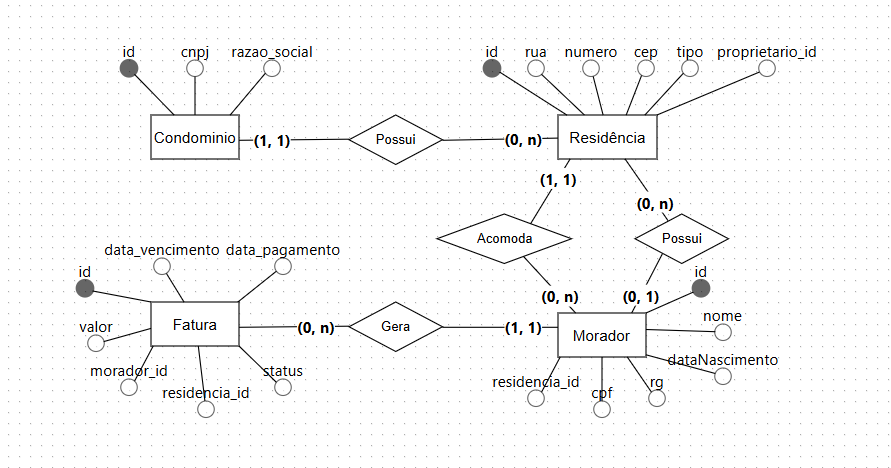 id cnpj razao_social
Condominio
(1, 1)
Possui
(0, n)
id rua numero cep tipo proprietario_id
Residência
(1, 1)
Acomoda
(0, n)
(0, n)
Possui
(0, 1)
data_vencimento data_pagamento
id
Fatura
valor
morador_id
residencia_id
status
(0, n)
Gera
(1, 1)
id
Morador
nome
dataNascimento
residencia_id
cpf
rg